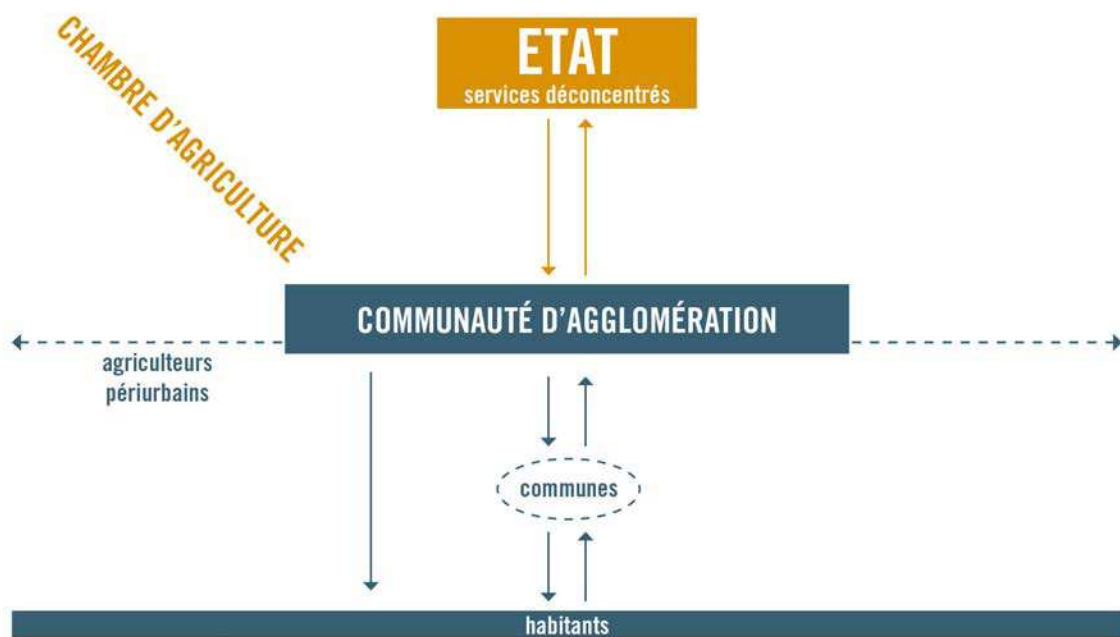 CHAMBRE D'AGRICULTURE
ETAT
services déconcentrés
COMMUNAUTÉ D'AGGLOMÉRATION
agriculteurs
périurbains
communes
habitants